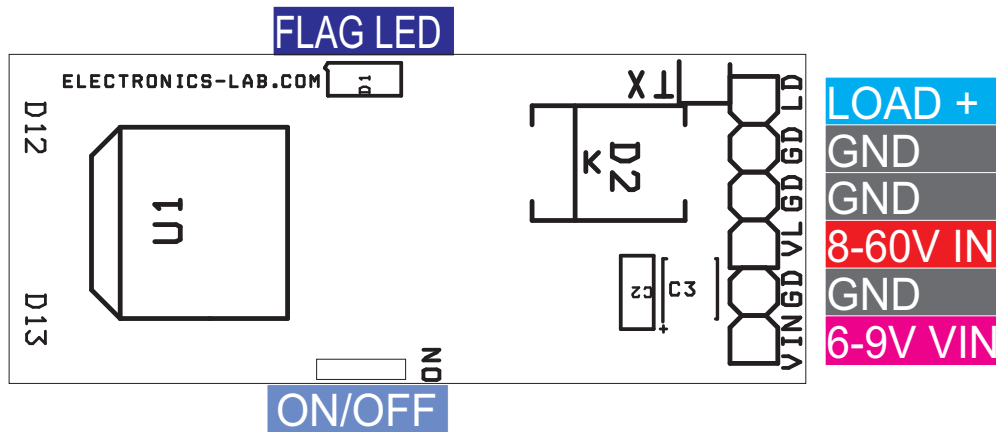 FLAG LED
ELECTRONICS-LAB.COM
D1
TX
LD
LOAD +
D12
GD
GND
K
D2
GD
GND
U1
VL
8-60V IN
D13
C2
C3
+
GD
GND
VIN
6-9V VIN
ON
ON/OFF